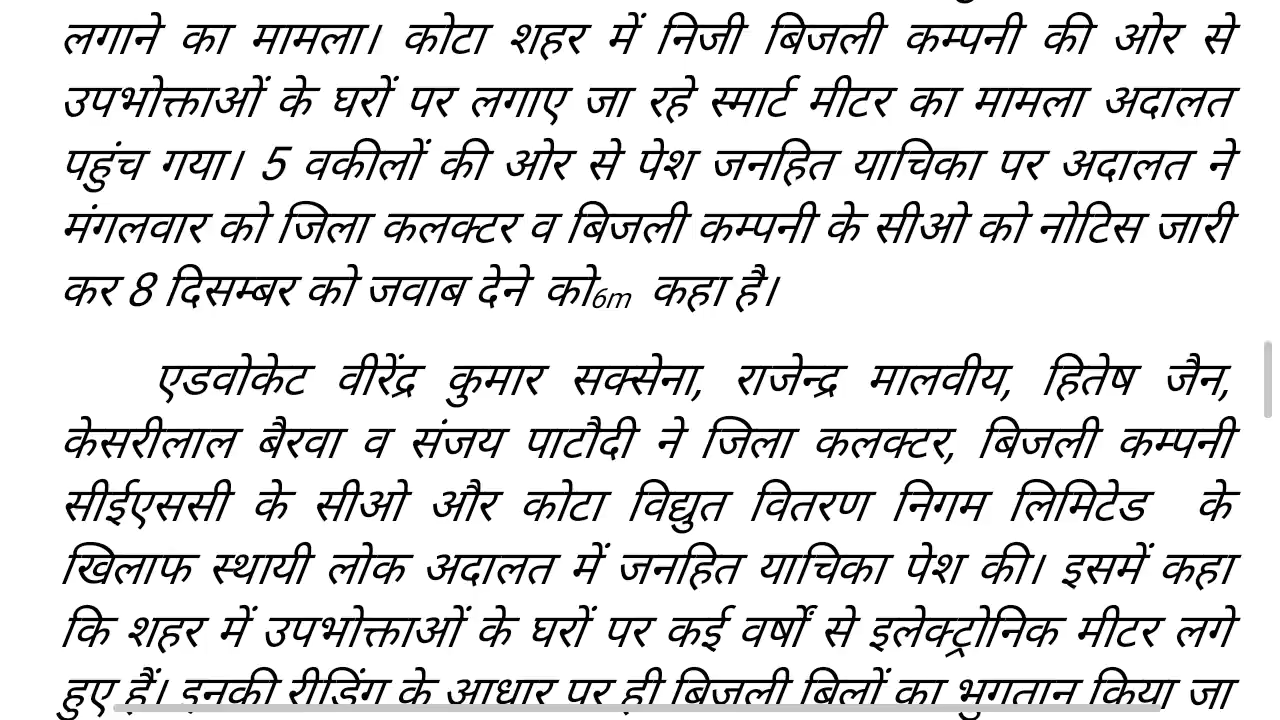 लगाने का मामला। कोटा शहर में निजी बिजली कम्पनी की ओर से
उपभोक्ताओं के घरों पर लगाए जा रहे स्मार्ट मीटर का मामला अदालत
पहुंच गया। 5 वकीलों की ओर से पेश जनहित याचिका पर अदालत ने
मंगलवार को जिला कलक्टर व बिजली कम्पनी के सीओ को नोटिस जारी
कर 8 दिसम्बर को जवाब देने को6m कहा है।
एडवोकेट वीरेंद्र कुमार सक्सेना, राजेन्द्र मालवीय, हितेष जैन,
केसरीलाल बैरवा व संजय पाटौदी ने जिला कलक्टर, बिजली कम्पनी
सीईएससी के सीओ और कोटा विद्युत वितरण निगम लिमिटेड के
खिलाफ स्थायी लोक अदालत में जनहित याचिका पेश की। इसमें कहा
कि शहर में उपभोक्ताओं के घरों पर कई वर्षों से इलेक्ट्रोनिक मीटर लगे
हुए हैं। इनकी रीडिंग के आधार पर ही बिजली बिलों का भुगतान किया जा